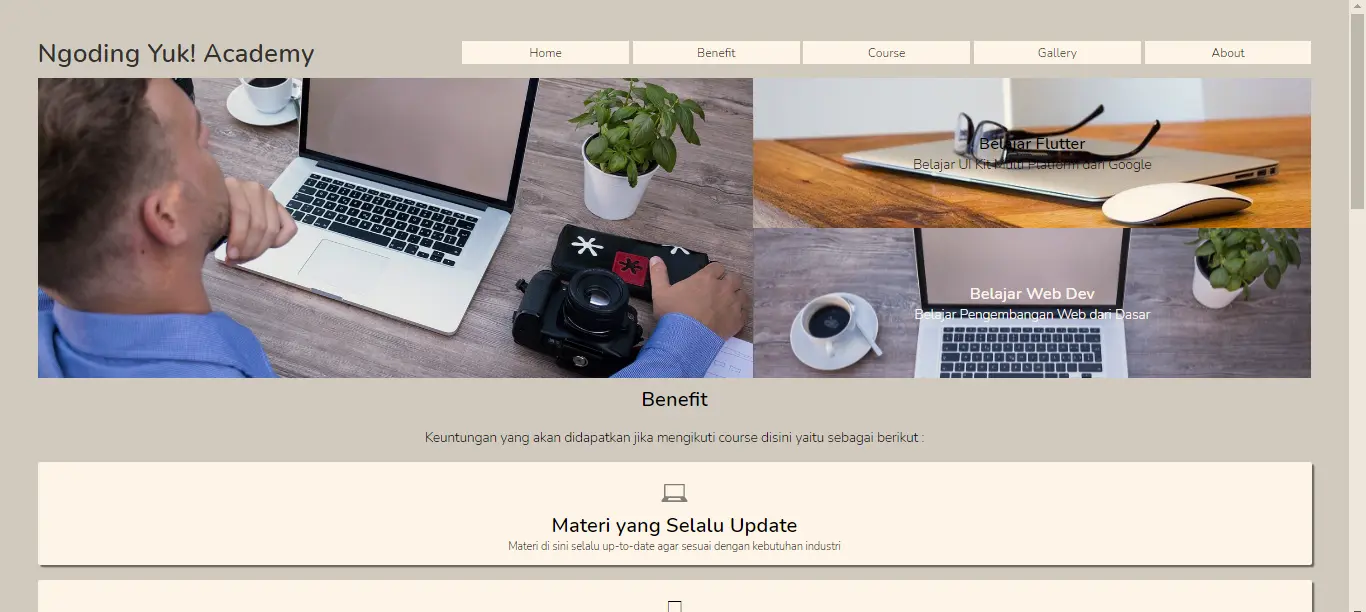 Ngoding Yuk! Academy
Home
Benefit
Course
Gallery
About
Belajar Flutter
Belajar UI Kit Multi Platform dari Google
Belajar Web Dev
Belajar Pengembangan Web dari Dasar
Benefit
Keuntungan yang akan didapatkan jika mengikuti course disini yaitu sebagai berikut :
Materi yang Selalu Update
Materi di sini selalu up-to-date agar sesuai dengan kebutuhan industri